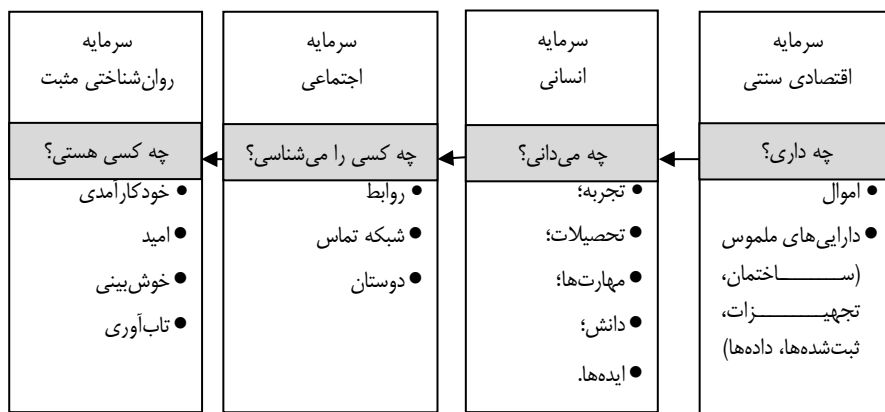 سرمایه
اقتصادی سنتی
چه داری؟
● اموال
● دارایی‌های ملموس
(ساختمان،
تجهیزات،
ثبت‌شده‌ها، داده‌ها)
سرمایه
انسانی
چه می‌دانی؟
● تجربه؛
● تحصیلات؛
● مهارت‌ها؛
● دانش؛
● ایده‌ها.
سرمایه
اجتماعی
چه کسی را می‌شناسی؟
● روابط
● شبکه تماس
● دوستان
سرمایه
روان‌شناختی مثبت
چه کسی هستی؟
● خودکارآمدی
● امید
● خوش‌بینی
● تاب‌آوری